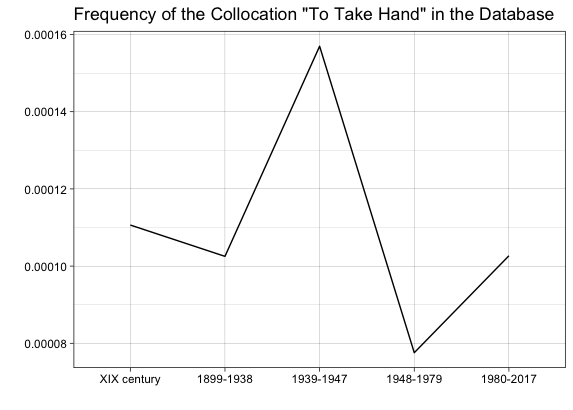 Frequency of the Collocation "To Take Hand" in the Database
0.00016
0.00014
0.00012
0.00010
0.00008
XIX century 1899-1938 1939-1947 1948-1979 1980-2017